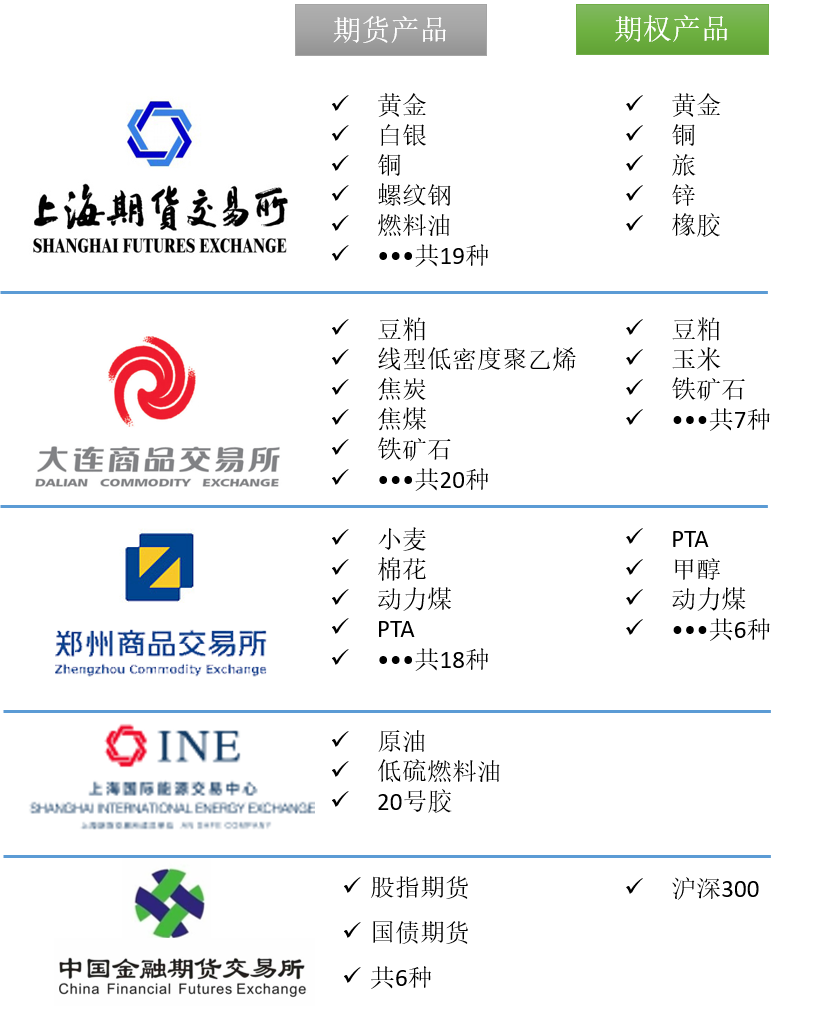 期货产品
期权产品
上海期货交易所
SHANGHAI FUTURES EXCHANGE
✓ 黄金
✓ 白银
✓ 铜
✓ 螺纹钢
✓ 燃料油
✓ •••共19种
✓ 黄金
✓ 铜
✓ 旅
✓ 锌
✓ 橡胶
大连商品交易所
DALIAN COMMODITY EXCHANGE
✓ 豆粕
✓ 线型低密度聚乙烯
✓ 焦炭
✓ 焦煤
✓ 铁矿石
✓ •••共20种
✓ 豆粕
✓ 玉米
✓ 铁矿石
✓ •••共7种
郑州商品交易所
Zhengzhou Commodity Exchange
✓ 小麦
✓ 棉花
✓ 动力煤
✓ PTA
✓ •••共18种
✓ PTA
✓ 甲醇
✓ 动力煤
✓ •••共6种
INE
上海国际能源交易中心
SHANGHAI INTERNATIONAL ENERGY EXCHANGE
AN SHFE COMPANY
✓ 原油
✓ 低硫燃料油
✓ 20号胶
中国金融期货交易所
China Financial Futures Exchange
✓ 股指期货
✓ 国债期货
✓ 共6种
✓ 沪深300